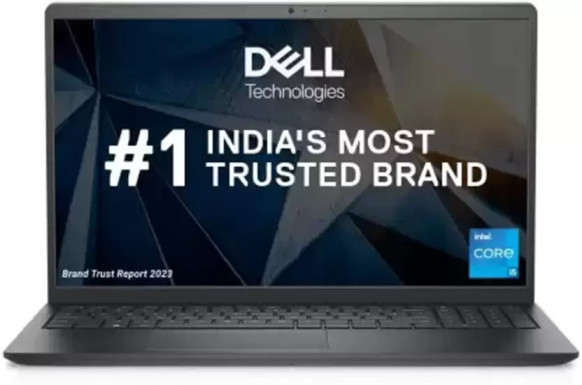 DELL
Technologies
#1 INDIA'S MOST
TRUSTED BRAND
intel
CORE
i5
Brand Trust Report 2023